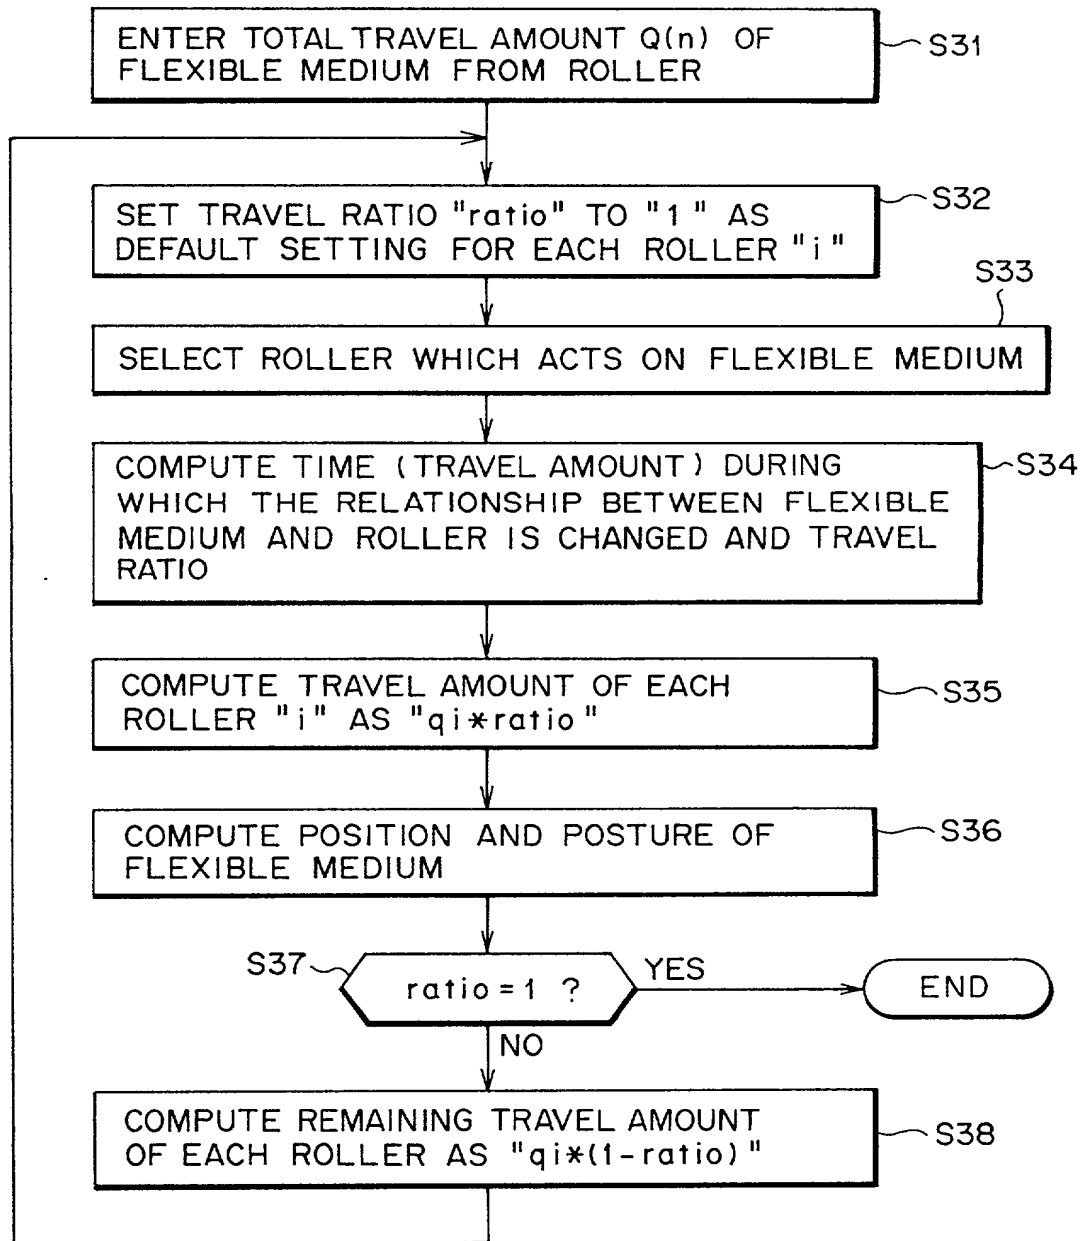 ENTER TOTAL TRAVEL AMOUNT Q(n) OF
FLEXIBLE MEDIUM FROM ROLLER
S31
SET TRAVEL RATIO "ratio" TO "1" AS
DEFAULT SETTING FOR EACH ROLLER "i"
S32
S33
SELECT ROLLER WHICH ACTS ON FLEXIBLE MEDIUM
COMPUTE TIME (TRAVEL AMOUNT) DURING
WHICH THE RELATIONSHIP BETWEEN FLEXIBLE
MEDIUM AND ROLLER IS CHANGED AND TRAVEL
RATIO
S34
COMPUTE TRAVEL AMOUNT OF EACH
ROLLER "i" AS "qi*ratio"
S35
COMPUTE POSITION AND POSTURE OF
FLEXIBLE MEDIUM
S36
S37
ratio=1 ?
YES
END
NO
COMPUTE REMAINING TRAVEL AMOUNT
OF EACH ROLLER AS "qi*(1-ratio)"
S38